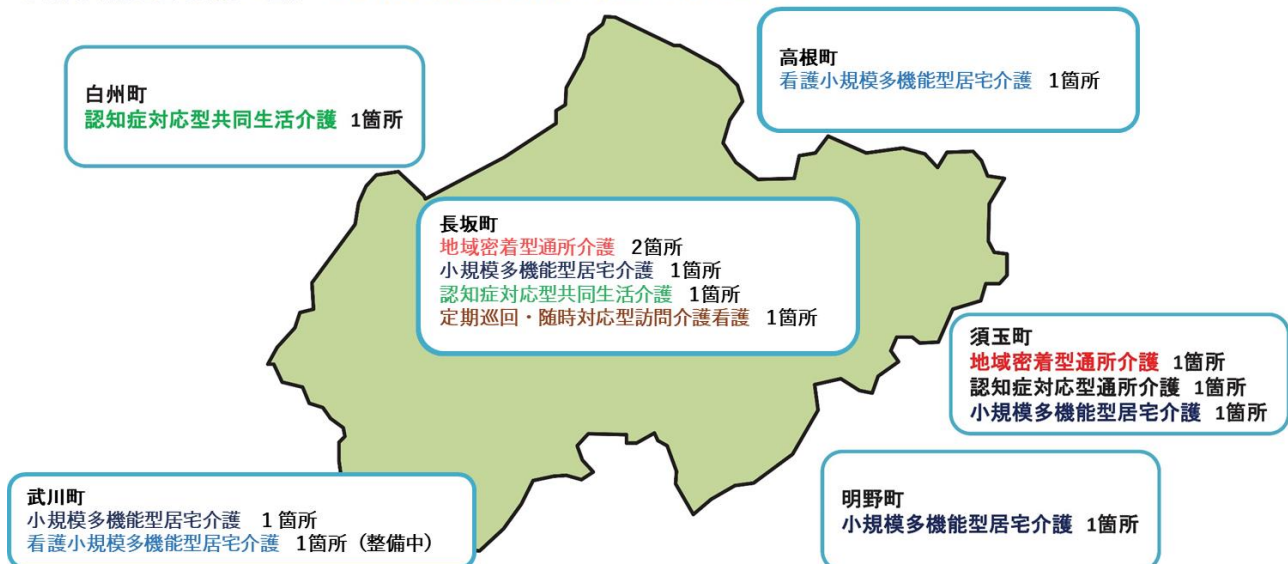 白州町
認知症対応型共同生活介護 1箇所
高根町
看護小規模多機能型居宅介護 1箇所
長坂町
地域密着型通所介護 2箇所
小規模多機能型居宅介護 1箇所
認知症対応型共同生活介護 1箇所
定期巡回・随時対応型訪問介護看護 1箇所
須玉町
地域密着型通所介護 1箇所
認知症対応型通所介護 1箇所
小規模多機能型居宅介護 1箇所
武川町
小規模多機能型居宅介護 1箇所
看護小規模多機能型居宅介護 1箇所（整備中）
明野町
小規模多機能型居宅介護 1箇所